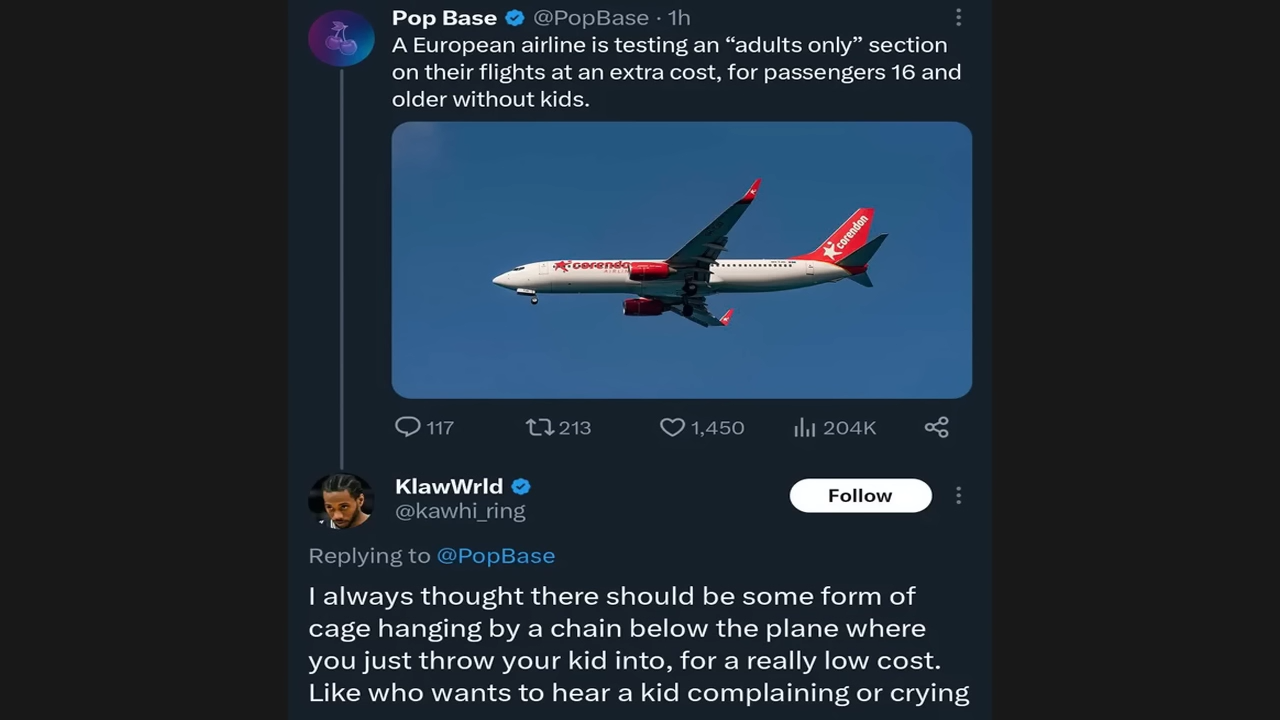 Pop Base @PopBase · 1h
A European airline is testing an “adults only” section
on their flights at an extra cost, for passengers 16 and
older without kids.
corendon
corendon
117 213 1,450 204K
KlawWrld
@kawhi_ring
Follow
Replying to @PopBase
I always thought there should be some form of
cage hanging by a chain below the plane where
you just throw your kid into, for a really low cost.
Like who wants to hear a kid complaining or crying